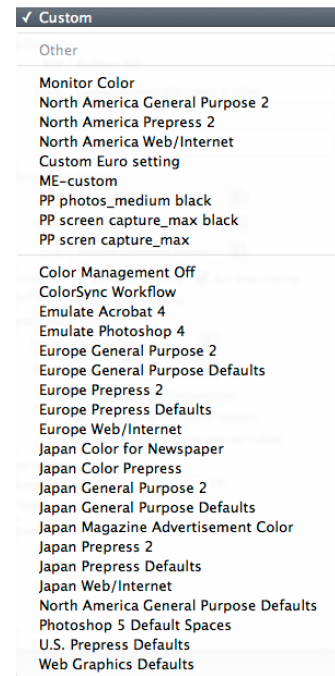 ✓ Custom
Other
Monitor Color
North America General Purpose 2
North America Prepress 2
North America Web/Internet
Custom Euro setting
ME-custom
PP photos_medium black
PP screen capture_max black
PP scren capture_max
Color Management Off
ColorSync Workflow
Emulate Acrobat 4
Emulate Photoshop 4
Europe General Purpose 2
Europe General Purpose Defaults
Europe Prepress 2
Europe Prepress Defaults
Europe Web/Internet
Japan Color for Newspaper
Japan Color Prepress
Japan General Purpose 2
Japan General Purpose Defaults
Japan Magazine Advertisement Color
Japan Prepress 2
Japan Prepress Defaults
Japan Web/Internet
North America General Purpose Defaults
Photoshop 5 Default Spaces
U.S. Prepress Defaults
Web Graphics Defaults